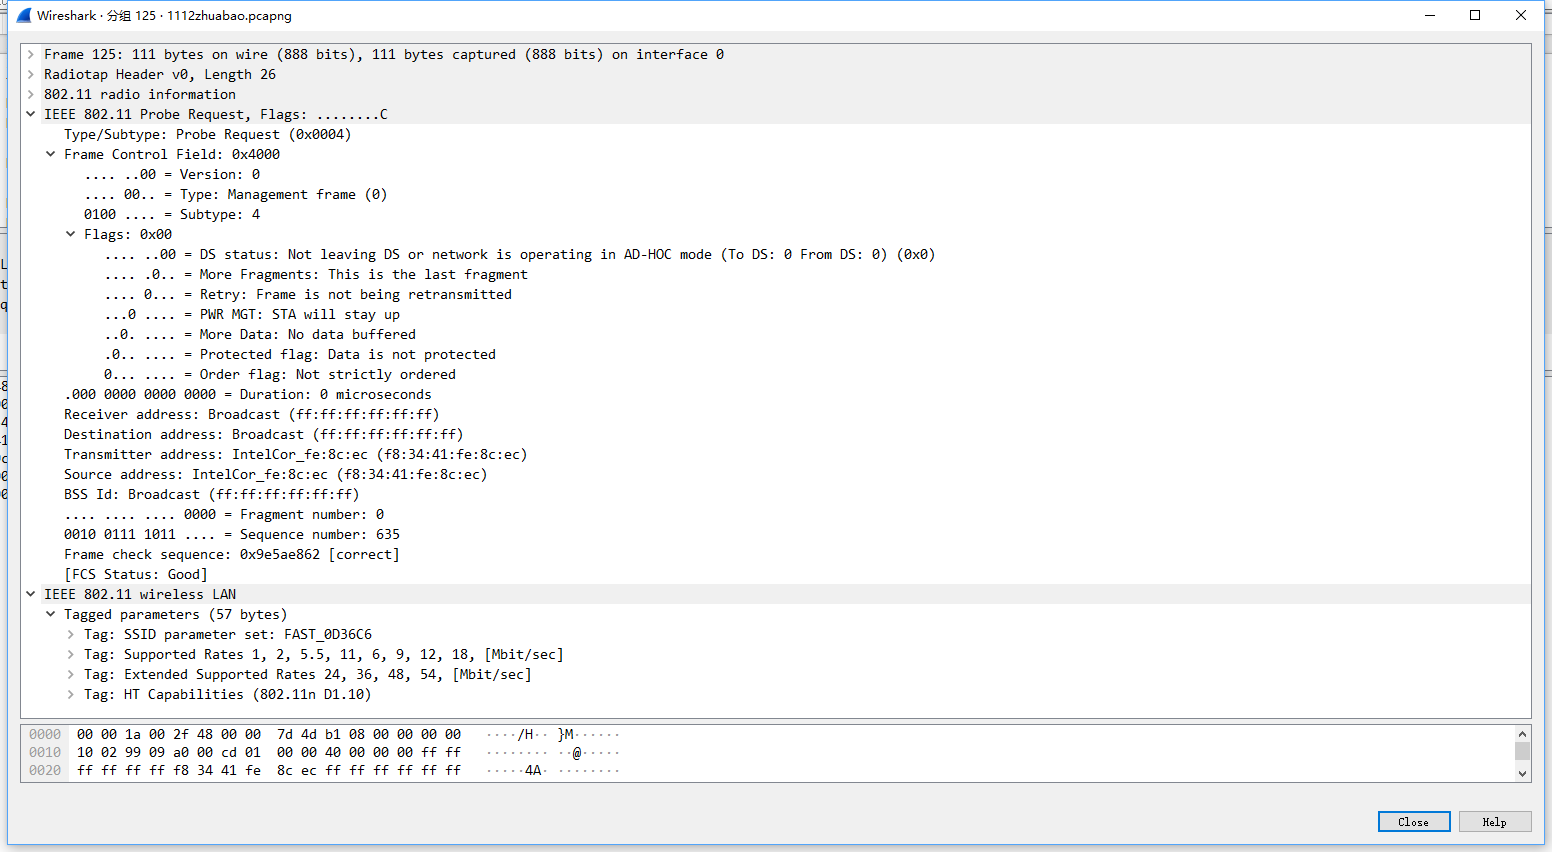 Wireshark · 分组 125 · 1112zhuabao.pcapng
Frame 125: 111 bytes on wire (888 bits), 111 bytes captured (888 bits) on interface 0
Radiotap Header v0, Length 26
802.11 radio information
IEEE 802.11 Probe Request, Flags: ........C
Type/Subtype: Probe Request (0x0004)
Frame Control Field: 0x4000
.... ..00 = Version: 0
.... 00.. = Type: Management frame (0)
0100 .... = Subtype: 4
Flags: 0x00
.... ..00 = DS status: Not leaving DS or network is operating in AD-HOC mode (To DS: 0 From DS: 0) (0x0)
.... .0.. = More Fragments: This is the last fragment
.... 0... = Retry: Frame is not being retransmitted
...0 .... = PWR MGT: STA will stay up
..0. .... = More Data: No data buffered
.0.. .... = Protected flag: Data is not protected
0... .... = Order flag: Not strictly ordered
.000 0000 0000 0000 = Duration: 0 microseconds
Receiver address: Broadcast (ff:ff:ff:ff:ff:ff)
Destination address: Broadcast (ff:ff:ff:ff:ff:ff)
Transmitter address: IntelCor_fe:8c:ec (f8:34:41:fe:8c:ec)
Source address: IntelCor_fe:8c:ec (f8:34:41:fe:8c:ec)
BSS Id: Broadcast (ff:ff:ff:ff:ff:ff)
.... .... .... 0000 = Fragment number: 0
0010 0111 1011 .... = Sequence number: 635
Frame check sequence: 0x9e5ae862 [correct]
[FCS Status: Good]
IEEE 802.11 wireless LAN
Tagged parameters (57 bytes)
Tag: SSID parameter set: FAST_0D36C6
Tag: Supported Rates 1, 2, 5.5, 11, 6, 9, 12, 18, [Mbit/sec]
Tag: Extended Supported Rates 24, 36, 48, 54, [Mbit/sec]
Tag: HT Capabilities (802.11n D1.10)
0000 00 00 1a 00 2f 48 00 00 7d 4d b1 08 00 00 00 00 ····/H·· }M······
0010 10 02 99 09 a0 00 cd 01 00 00 40 00 00 00 ff ff ········ ··@·····
0020 ff ff ff ff f8 34 41 fe 8c ec ff ff ff ff ff ff ·····4A· ········
Close Help